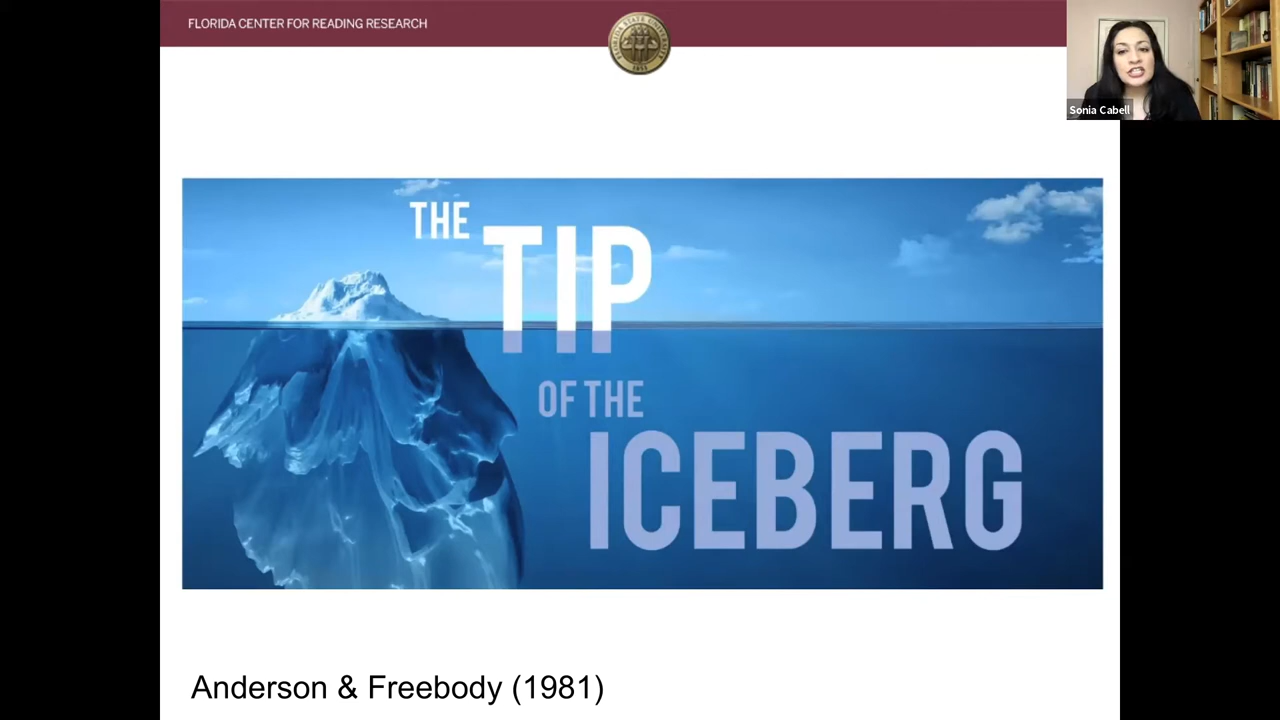 FLORIDA CENTER FOR READING RESEARCH
Sonia Cabell
THE
TIP
OF THE
ICEBERG
Anderson & Freebody (1981)